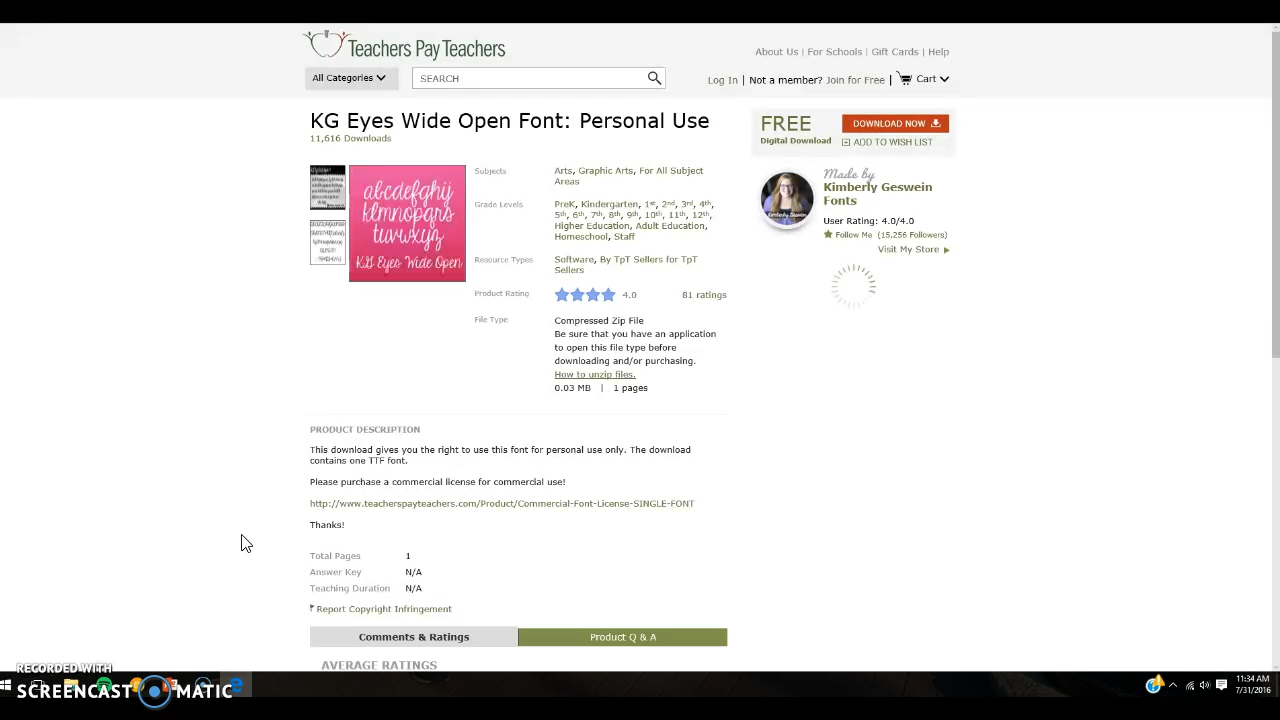 Teachers Pay Teachers
About Us | For Schools | Gift Cards | Help
All Categories
SEARCH
Log In | Not a member? Join for Free | Cart
KG Eyes Wide Open Font: Personal Use
11,616 Downloads
FREE
Digital Download
DOWNLOAD NOW
ADD TO WISH LIST
abcdefghij
klmnopqrs
tuvwxyz
KG Eyes Wide Open
Subjects
Arts, Graphic Arts, For All Subject
Areas
Grade Levels
PreK, Kindergarten, 1st, 2nd, 3rd, 4th,
5th, 6th, 7th, 8th, 9th, 10th, 11th, 12th,
Higher Education, Adult Education,
Homeschool, Staff
Resource Types
Software, By TpT Sellers for TpT
Sellers
Product Rating
4.0
81 ratings
File Type
Compressed Zip File
Be sure that you have an application
to open this file type before
downloading and/or purchasing.
How to unzip files.
0.03 MB | 1 pages
Made by
Kimberly Geswein
Fonts
User Rating: 4.0/4.0
Follow Me (15,256 Followers)
Visit My Store
PRODUCT DESCRIPTION
This download gives you the right to use this font for personal use only. The download
contains one TTF font.
Please purchase a commercial license for commercial use!
http://www.teacherspayteachers.com/Product/Commercial-Font-License-SINGLE-FONT
Thanks!
Total Pages 1
Answer Key N/A
Teaching Duration N/A
Report Copyright Infringement
Comments & Ratings
Product Q & A
AVERAGE RATINGS
RECORDED WITH
SCREENCAST MATIC
11:34 AM
7/31/2016